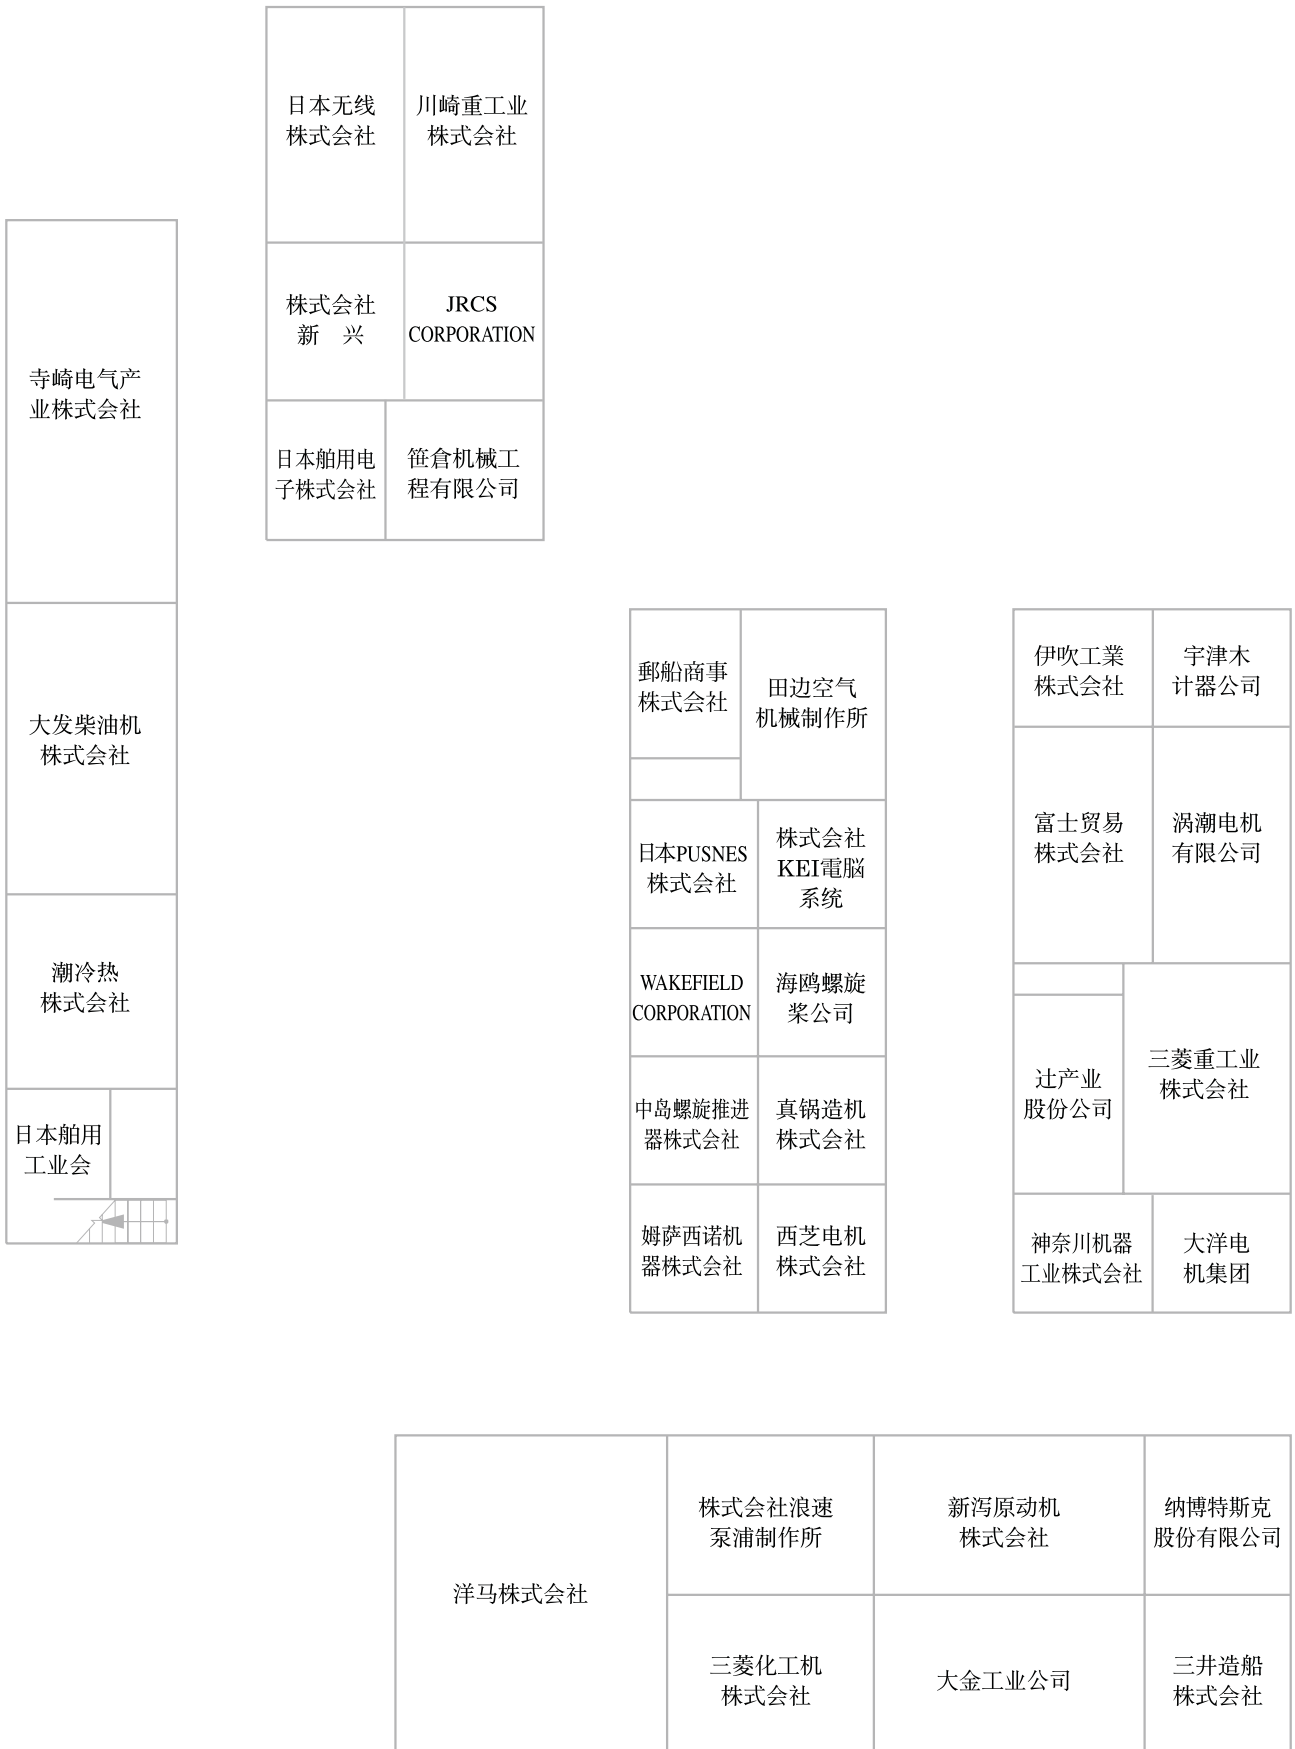 日本无线
株式会社
川崎重工业
株式会社
株式会社
新　兴
JRCS
CORPORATION
日本舶用电
子株式会社
笹倉机械工
程有限公司
寺崎电气产
业株式会社
大发柴油机
株式会社
潮冷热
株式会社
日本舶用
工业会
郵船商事
株式会社
田边空气
机械制作所
日本PUSNES
株式会社
株式会社
KEI電脳
系统
WAKEFIELD
CORPORATION
海鸥螺旋
桨公司
中岛螺旋推进
器株式会社
真锅造机
株式会社
姆萨西诺机
器株式会社
西芝电机
株式会社
伊吹工業
株式会社
宇津木
计器公司
富士贸易
株式会社
涡潮电机
有限公司
辻产业
股份公司
三菱重工业
株式会社
神奈川机器
工业株式会社
大洋电
机集团
洋马株式会社
株式会社浪速
泵浦制作所
新泻原动机
株式会社
纳博特斯克
股份有限公司
三菱化工机
株式会社
大金工业公司
三井造船
株式会社